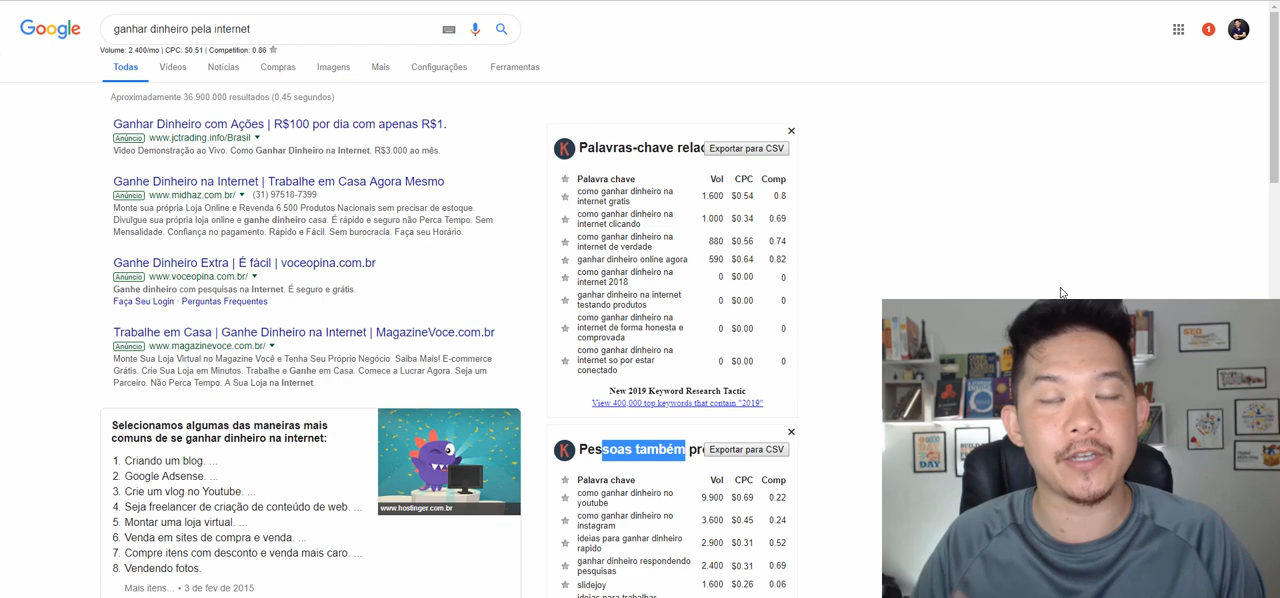 Google
ganhar dinheiro pela internet
1
Volume: 2.400/mo | CPC: $0.51 | Competition: 0.86
Todas Vídeos Notícias Compras Imagens Mais Configurações Ferramentas
Aproximadamente 36.900.000 resultados (0,45 segundos)
Ganhar Dinheiro com Ações | R$100 por dia com apenas R$1.
Anúncio www.jctrading.info/Brasil
Video Demonstração ao Vivo. Como Ganhar Dinheiro na Internet. R$3.000 ao mês.
Ganhe Dinheiro na Internet | Trabalhe em Casa Agora Mesmo
Anúncio www.midhaz.com.br/ (31) 97518-7399
Monte sua própria Loja Online e Revenda 6.500 Produtos Nacionais sem precisar de estoque.
Divulgue sua própria loja online e ganhe dinheiro casa. É rápido e seguro não Perca Tempo. Sem
Mensalidade. Confiança no pagamento. Rápido e Fácil. Sem burocracia. Faça seu Horário.
Ganhe Dinheiro Extra | É fácil | voceopina.com.br
Anúncio www.voceopina.com.br/
Ganhe dinheiro com pesquisas na Internet. É seguro e grátis.
Faça Seu Login · Perguntas Frequentes
Trabalhe em Casa | Ganhe Dinheiro na Internet | MagazineVoce.com.br
Anúncio www.magazinevoce.com.br/
Monte Sua Loja Virtual no Magazine Você e Tenha Seu Próprio Negócio. Saiba Mais! E-commerce
Grátis. Crie Sua Loja em Minutos. Trabalhe e Ganhe em Casa. Comece a Lucrar Agora. Seja um
Parceiro. Não Perca Tempo. A Sua Loja na Internet.
Selecionamos algumas das maneiras mais
comuns de se ganhar dinheiro na internet:
1. Criando um blog. ...
2. Google Adsense. ...
3. Crie um vlog no Youtube. ...
4. Seja freelancer de criação de conteúdo de web. ...
5. Montar uma loja virtual. ...
6. Venda em sites de compra e venda. ...
7. Compre itens com desconto e venda mais caro. ...
8. Vendendo fotos.
Mais itens... • 3 de fev de 2015
www.hostinger.com.br
K Palavras-chave relac Exportar para CSV
Palavra chave Vol CPC Comp
como ganhar dinheiro na
internet gratis 1.600 $0.54 0.8
como ganhar dinheiro na
internet clicando 1.000 $0.34 0.69
como ganhar dinheiro na
internet de verdade 880 $0.56 0.74
ganhar dinheiro online agora 590 $0.64 0.82
como ganhar dinheiro na
internet 2018 0 $0.00 0
ganhar dinheiro na internet
testando produtos 0 $0.00 0
como ganhar dinheiro na
internet de forma honesta e 0 $0.00 0
comprovada
como ganhar dinheiro na
internet so por estar 0 $0.00 0
conectado
New 2019 Keyword Research Tactic
View 400,000 top keywords that contain "2019"
K Pessoas também pr Exportar para CSV
Palavra chave Vol CPC Comp
como ganhar dinheiro no
youtube 9.900 $0.69 0.22
como ganhar dinheiro no
instagram 3.600 $0.45 0.24
ideias para ganhar dinheiro
rapido 2.900 $0.31 0.52
ganhar dinheiro respondendo
pesquisas 2.400 $0.31 0.69
slidejoy 1.600 $0.26 0.06
ideias para trabalhar
SEO